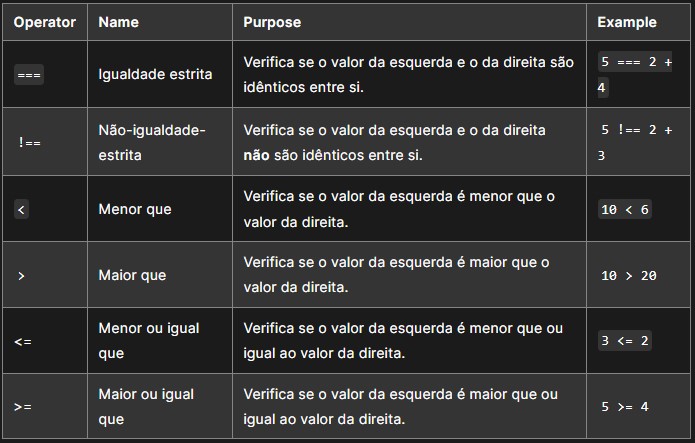 Operator Name Purpose Example
=== Igualdade estrita Verifica se o valor da esquerda e o da direita são idênticos entre si. 5 === 2 + 4
!== Não-igualdade-estrita Verifica se o valor da esquerda e o da direita não são idênticos entre si. 5 !== 2 + 3
< Menor que Verifica se o valor da esquerda é menor que o valor da direita. 10 < 6
> Maior que Verifica se o valor da esquerda é maior que o valor da direita. 10 > 20
<= Menor ou igual que Verifica se o valor da esquerda é menor que ou igual ao valor da direita. 3 <= 2
>= Maior ou igual que Verifica se o valor da esquerda é maior que ou igual ao valor da direita. 5 >= 4